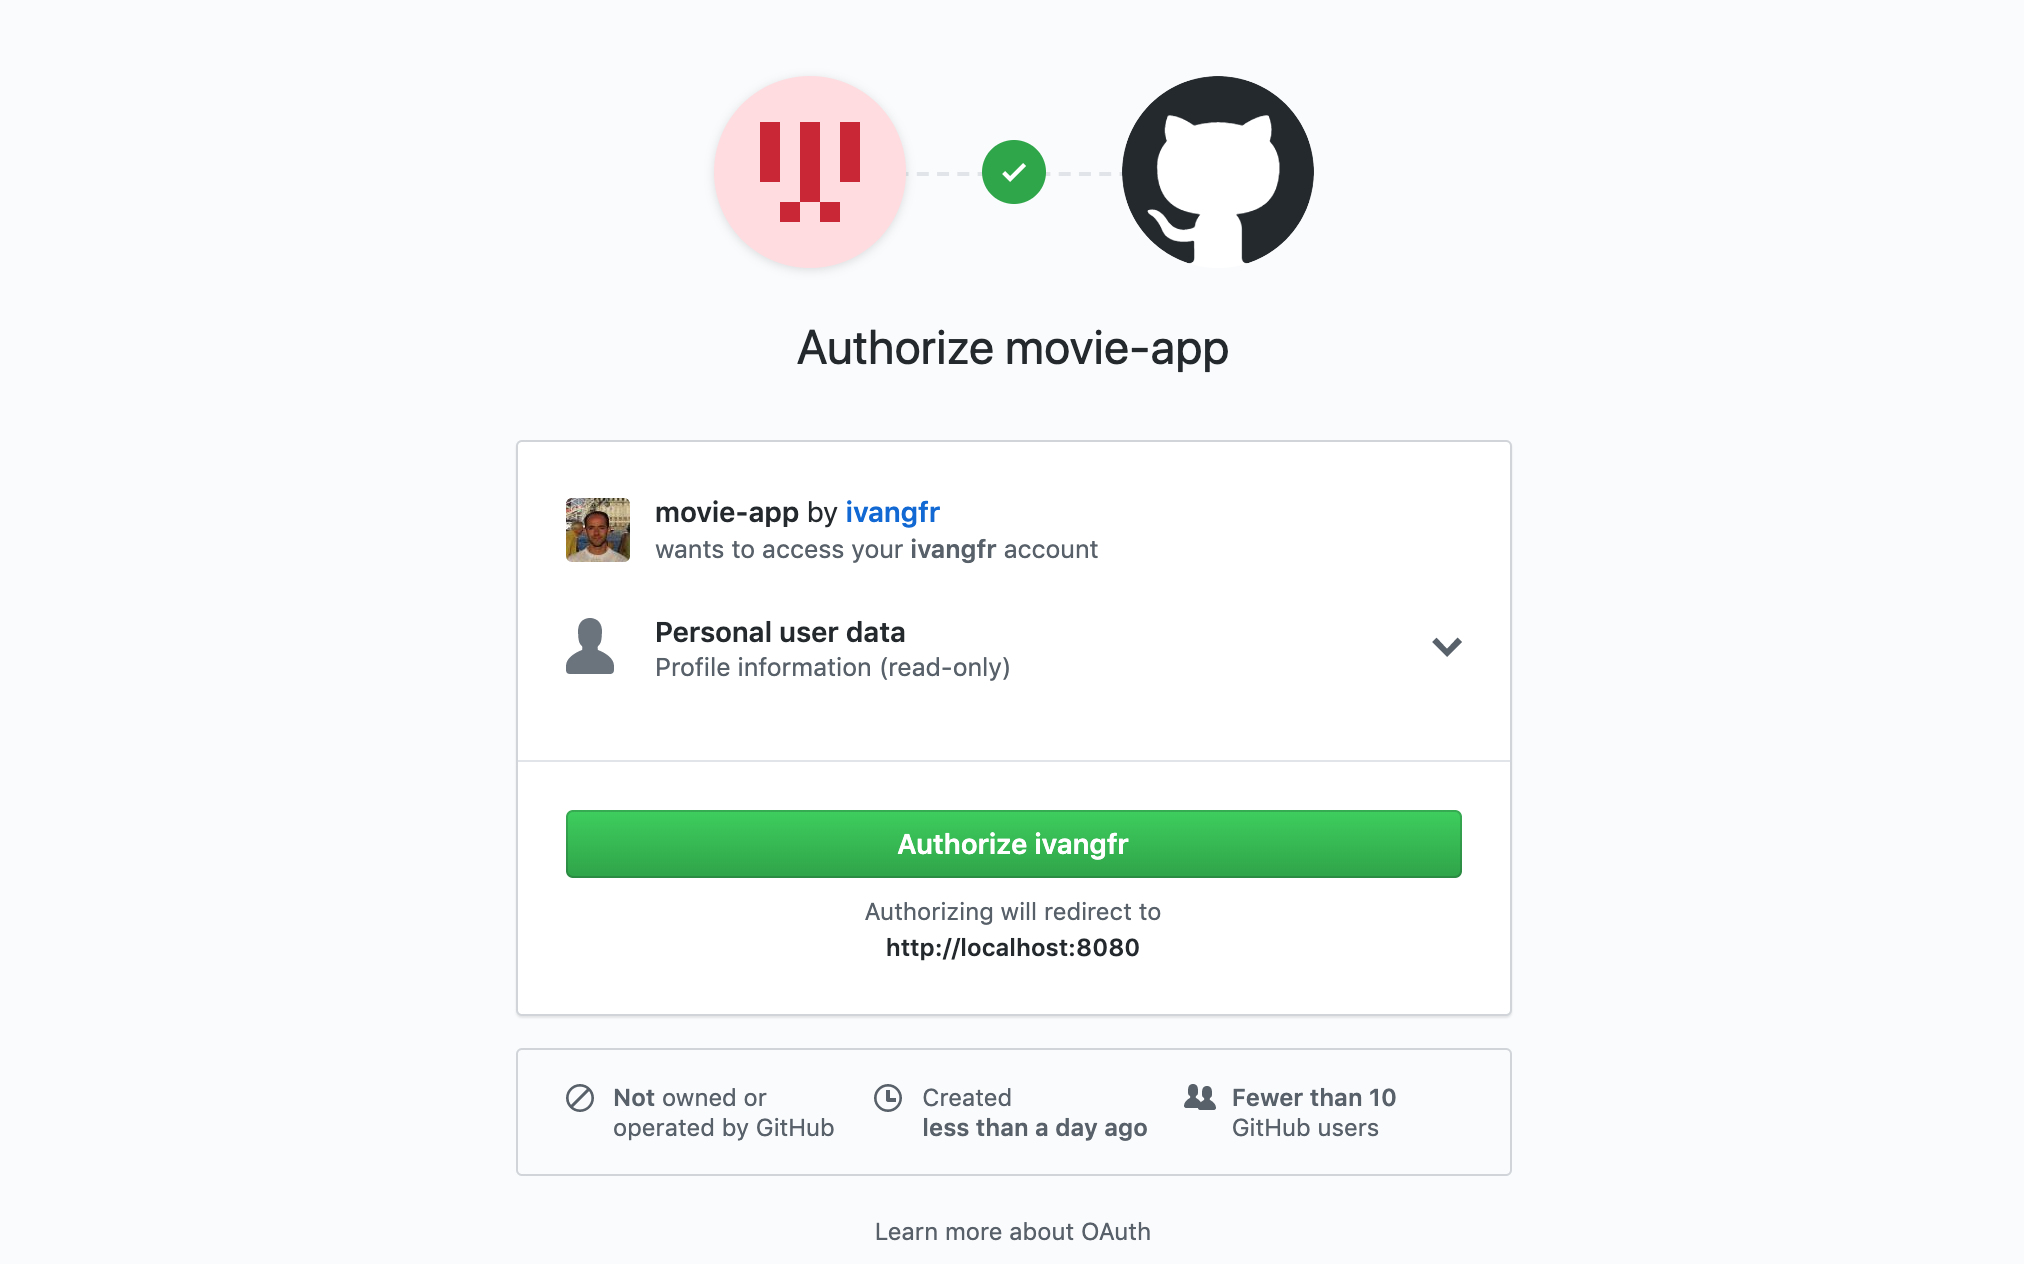 Authorize movie-app
movie-app by ivangfr
wants to access your ivangfr account
Personal user data
Profile information (read-only)
Authorize ivangfr
Authorizing will redirect to
http://localhost:8080
Not owned or
operated by GitHub
Created
less than a day ago
Fewer than 10
GitHub users
Learn more about OAuth